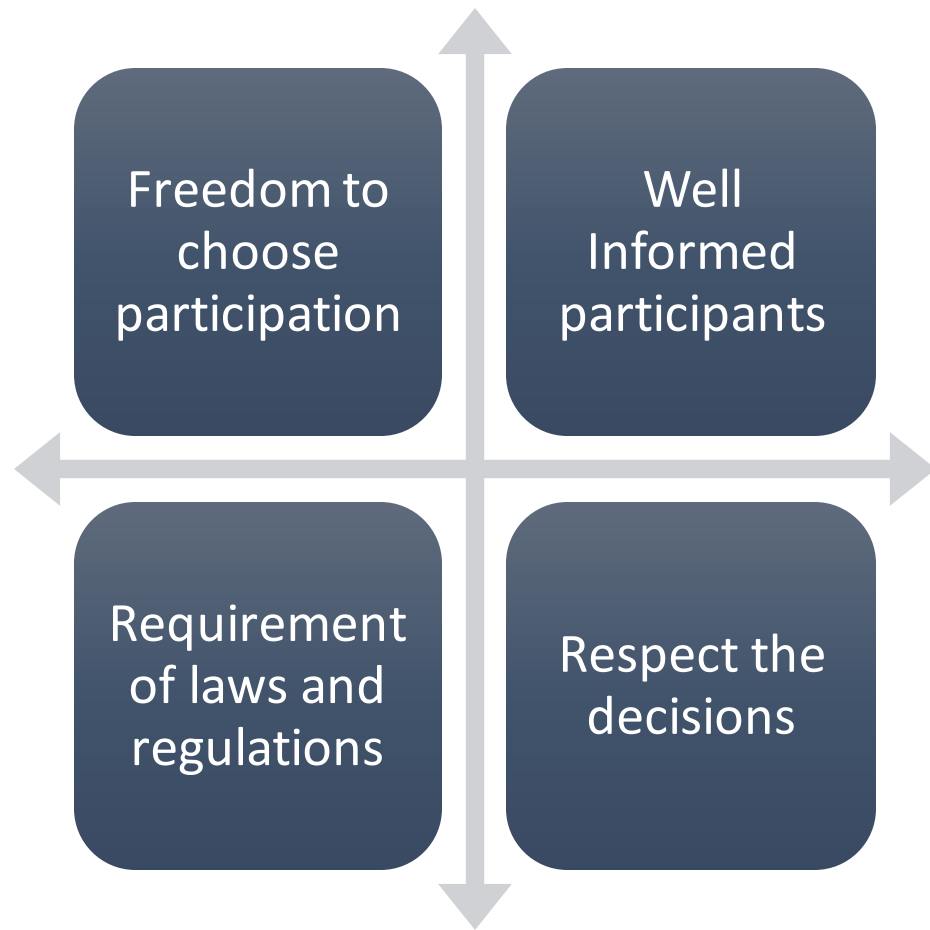 Freedom to
choose
participation
Well
Informed
participants
Requirement
of laws and
regulations
Respect the
decisions